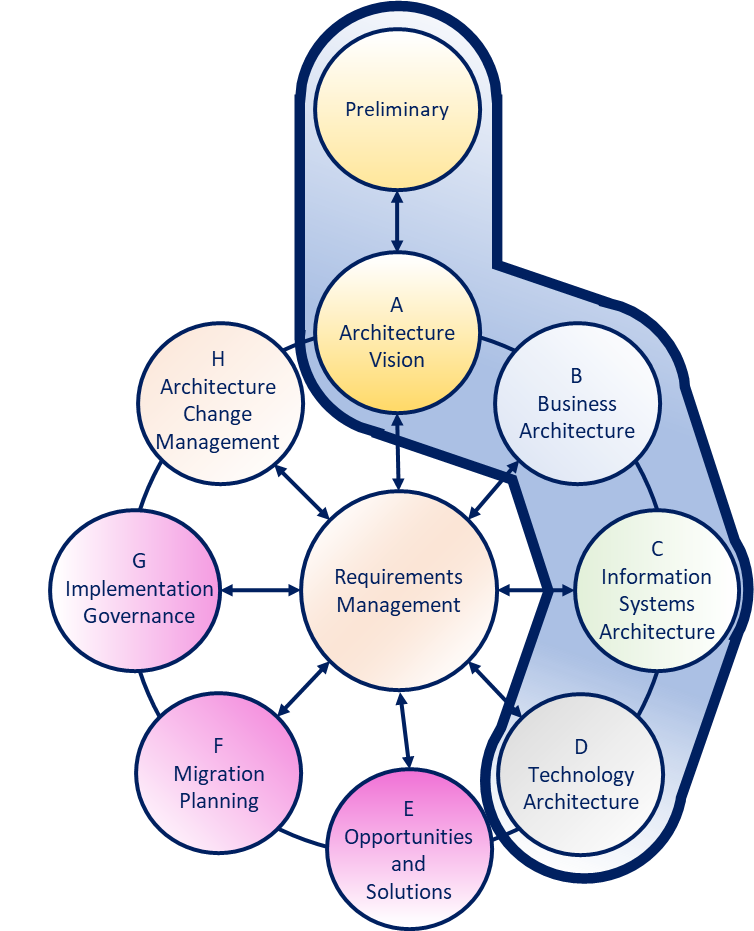 Preliminary
A
Architecture
Vision
B
Business
Architecture
C
Information
Systems
Architecture
D
Technology
Architecture
E
Opportunities
and
Solutions
F
Migration
Planning
G
Implementation
Governance
H
Architecture
Change
Management
Requirements
Management